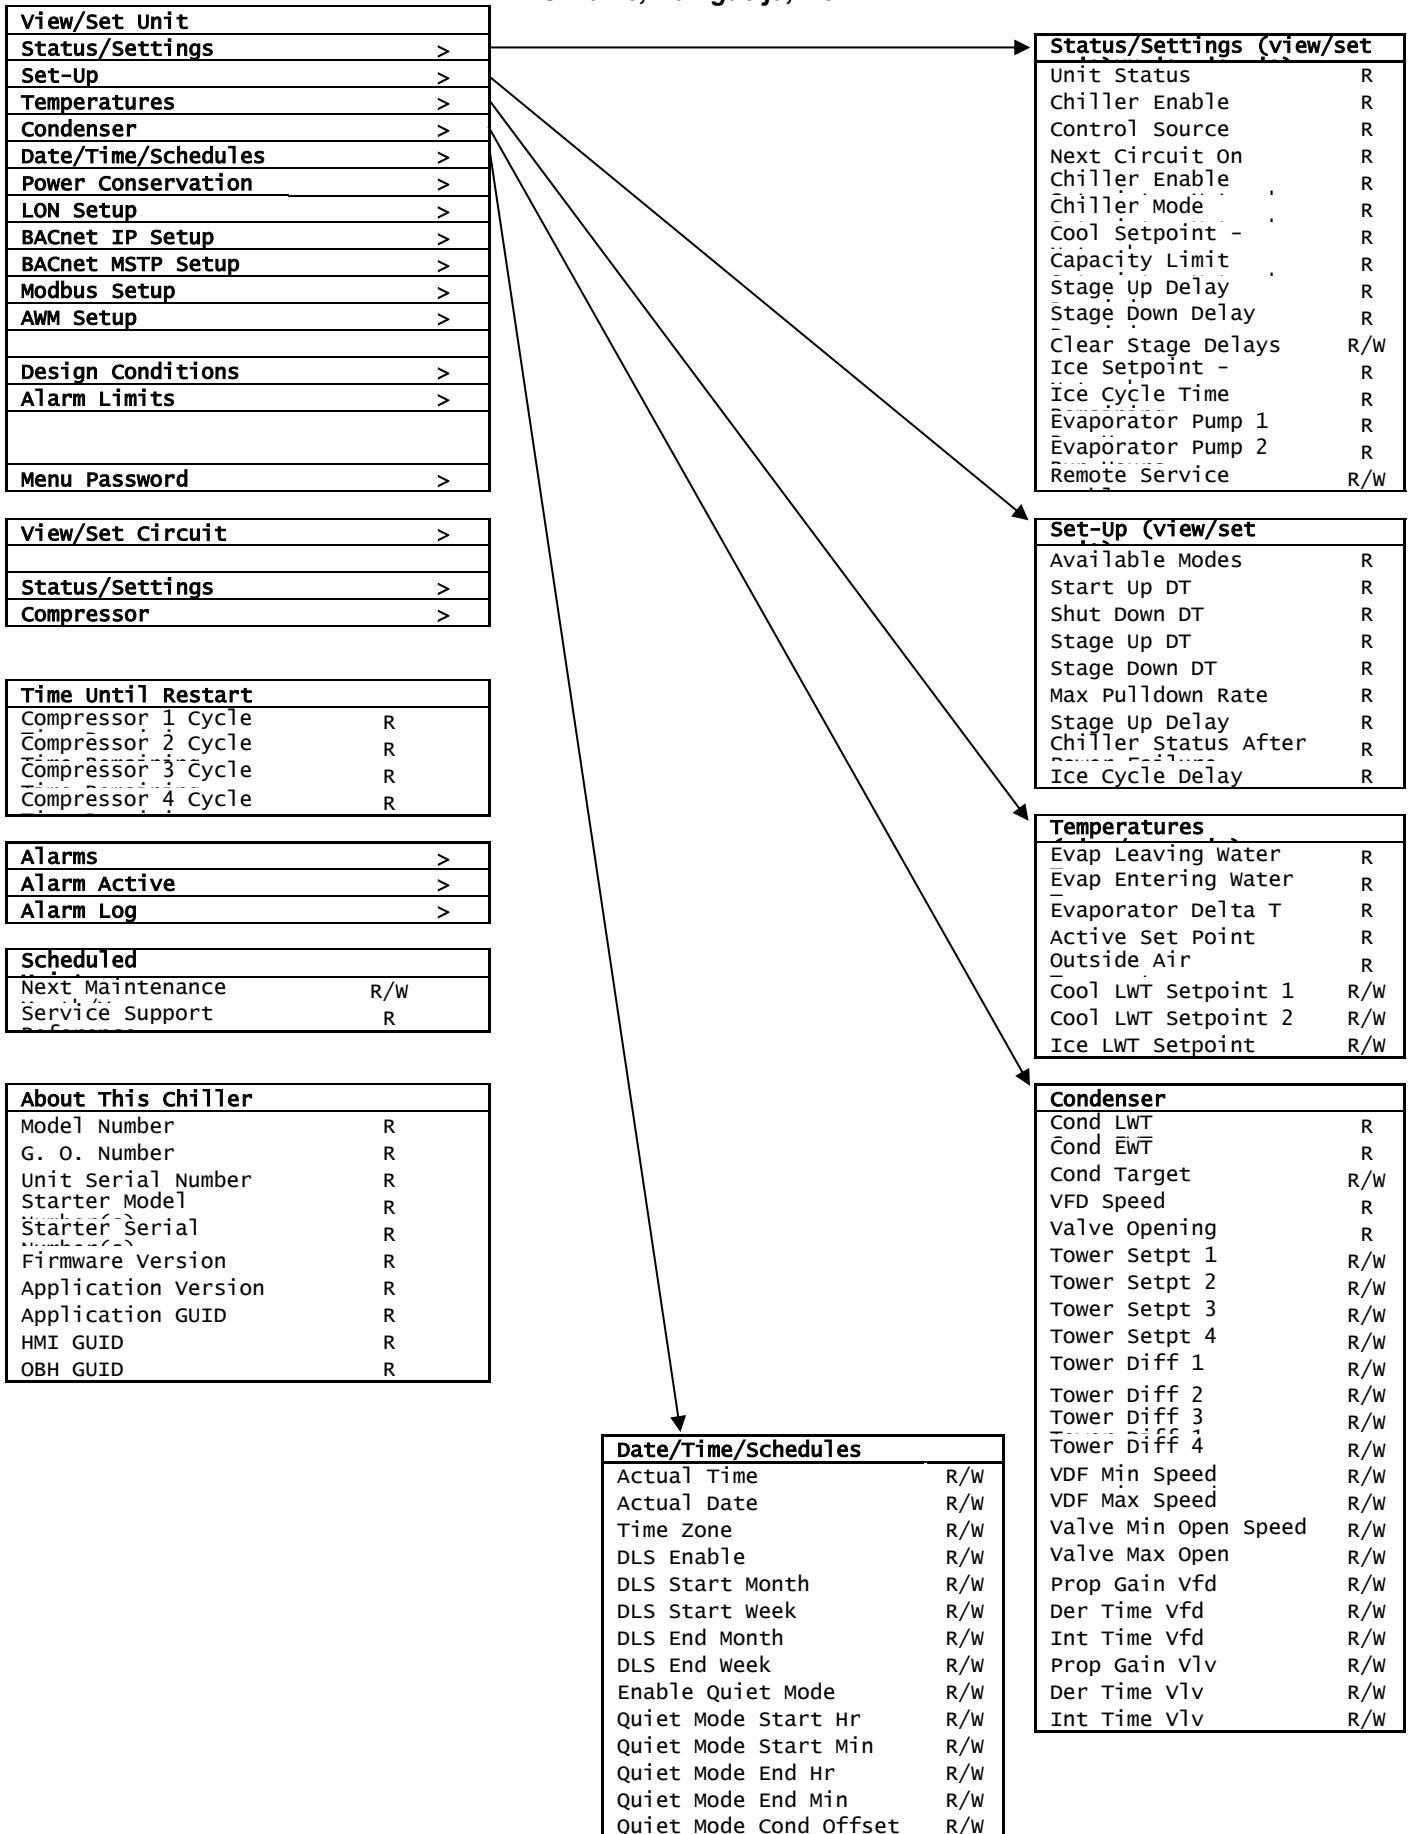 View/Set Unit
Status/Settings >
Set-Up >
Temperatures >
Condenser >
Date/Time/Schedules >
Power Conservation >
LON Setup >
BACnet IP Setup >
BACnet MSTP Setup >
Modbus Setup >
AWM Setup >
Design Conditions >
Alarm Limits >
Menu Password >
View/Set Circuit >
Status/Settings >
Compressor >
Time Until Restart
Compressor 1 Cycle R
Compressor 2 Cycle R
Compressor 3 Cycle R
Compressor 4 Cycle R
Alarms >
Alarm Active >
Alarm Log >
Scheduled
Next Maintenance R/W
Service Support R
About This Chiller
Model Number R
G. O. Number R
Unit Serial Number R
Starter Model R
Starter Serial R
Firmware Version R
Application Version R
Application GUID R
HMI GUID R
OBH GUID R
Status/Settings (view/set
Unit Status R
Chiller Enable R
Control Source R
Next Circuit On R
Chiller Enable R
Chiller Mode R
Cool Setpoint - R
Capacity Limit R
Stage Up Delay R
Stage Down Delay R
Clear Stage Delays R/W
Ice Setpoint - R
Ice Cycle Time R
Evaporator Pump 1 R
Evaporator Pump 2 R
Remote Service R/W
Set-Up (view/set
Available Modes R
Start Up DT R
Shut Down DT R
Stage Up DT R
Stage Down DT R
Max Pulldown Rate R
Stage Up Delay R
Chiller Status After R
Ice Cycle Delay R
Temperatures
Evap Leaving Water R
Evap Entering Water R
Evaporator Delta T R
Active Set Point R
Outside Air R
Cool LWT Setpoint 1 R/W
Cool LWT Setpoint 2 R/W
Ice LWT Setpoint R/W
Condenser
Cond LWT R
Cond EWT R
Cond Target R/W
VFD Speed R
Valve Opening R
Tower Setpt 1 R/W
Tower Setpt 2 R/W
Tower Setpt 3 R/W
Tower Setpt 4 R/W
Tower Diff 1 R/W
Tower Diff 2 R/W
Tower Diff 3 R/W
Tower Diff 4 R/W
VDF Min Speed R/W
VDF Max Speed R/W
Valve Min Open Speed R/W
Valve Max Open R/W
Prop Gain Vfd R/W
Der Time Vfd R/W
Int Time Vfd R/W
Prop Gain Vlv R/W
Der Time Vlv R/W
Int Time Vlv R/W
Date/Time/Schedules
Actual Time R/W
Actual Date R/W
Time Zone R/W
DLS Enable R/W
DLS Start Month R/W
DLS Start Week R/W
DLS End Month R/W
DLS End Week R/W
Enable Quiet Mode R/W
Quiet Mode Start Hr R/W
Quiet Mode Start Min R/W
Quiet Mode End Hr R/W
Quiet Mode End Min R/W
Quiet Mode Cond Offset R/W